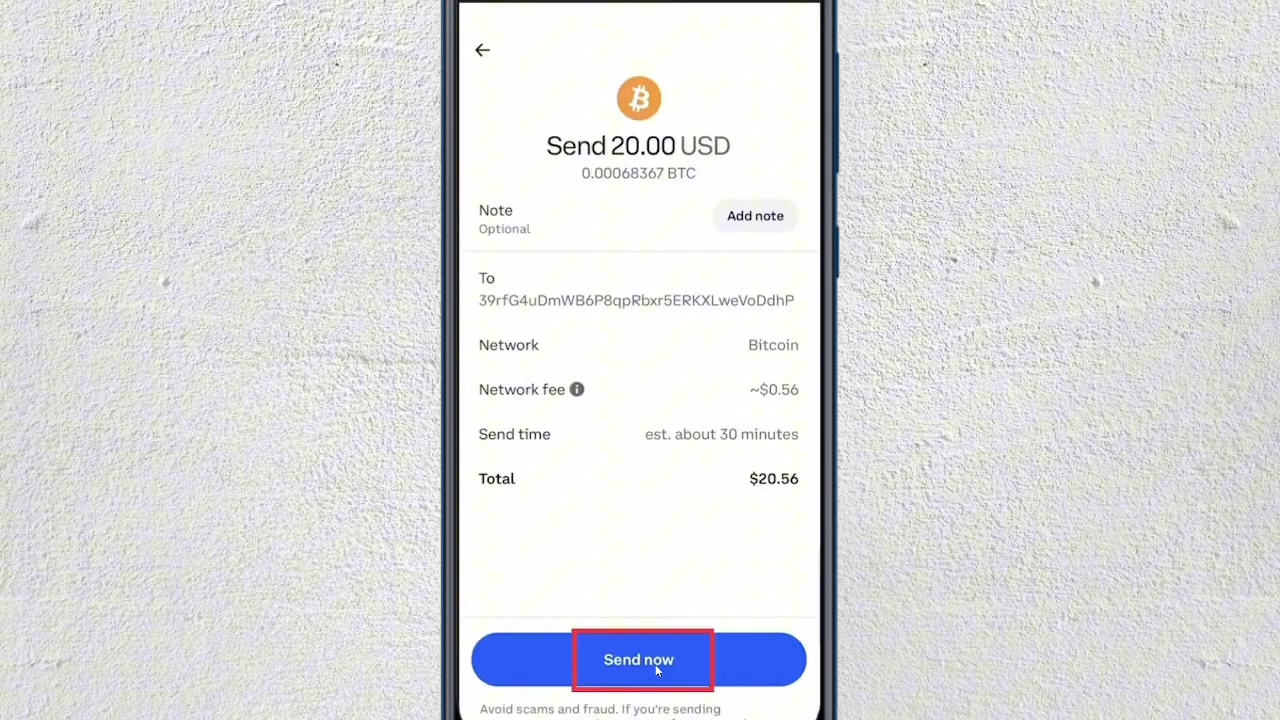 Send 20.00 USD
0.00068367 BTC
Note
Optional
Add note
To
39rfG4uDmWB6P8qpRbxr5ERKXLweVoDdhP
Network
Bitcoin
Network fee
~$0.56
Send time
est. about 30 minutes
Total
$20.56
Send now
Avoid scams and fraud. If you're sending